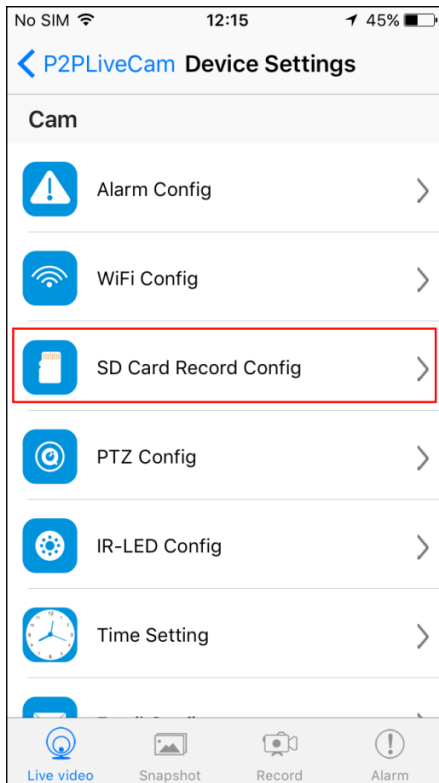 No SIM 12:15 45%
P2PLiveCam Device Settings
Cam
Alarm Config
WiFi Config
SD Card Record Config
PTZ Config
IR-LED Config
Time Setting
Live video Snapshot Record Alarm